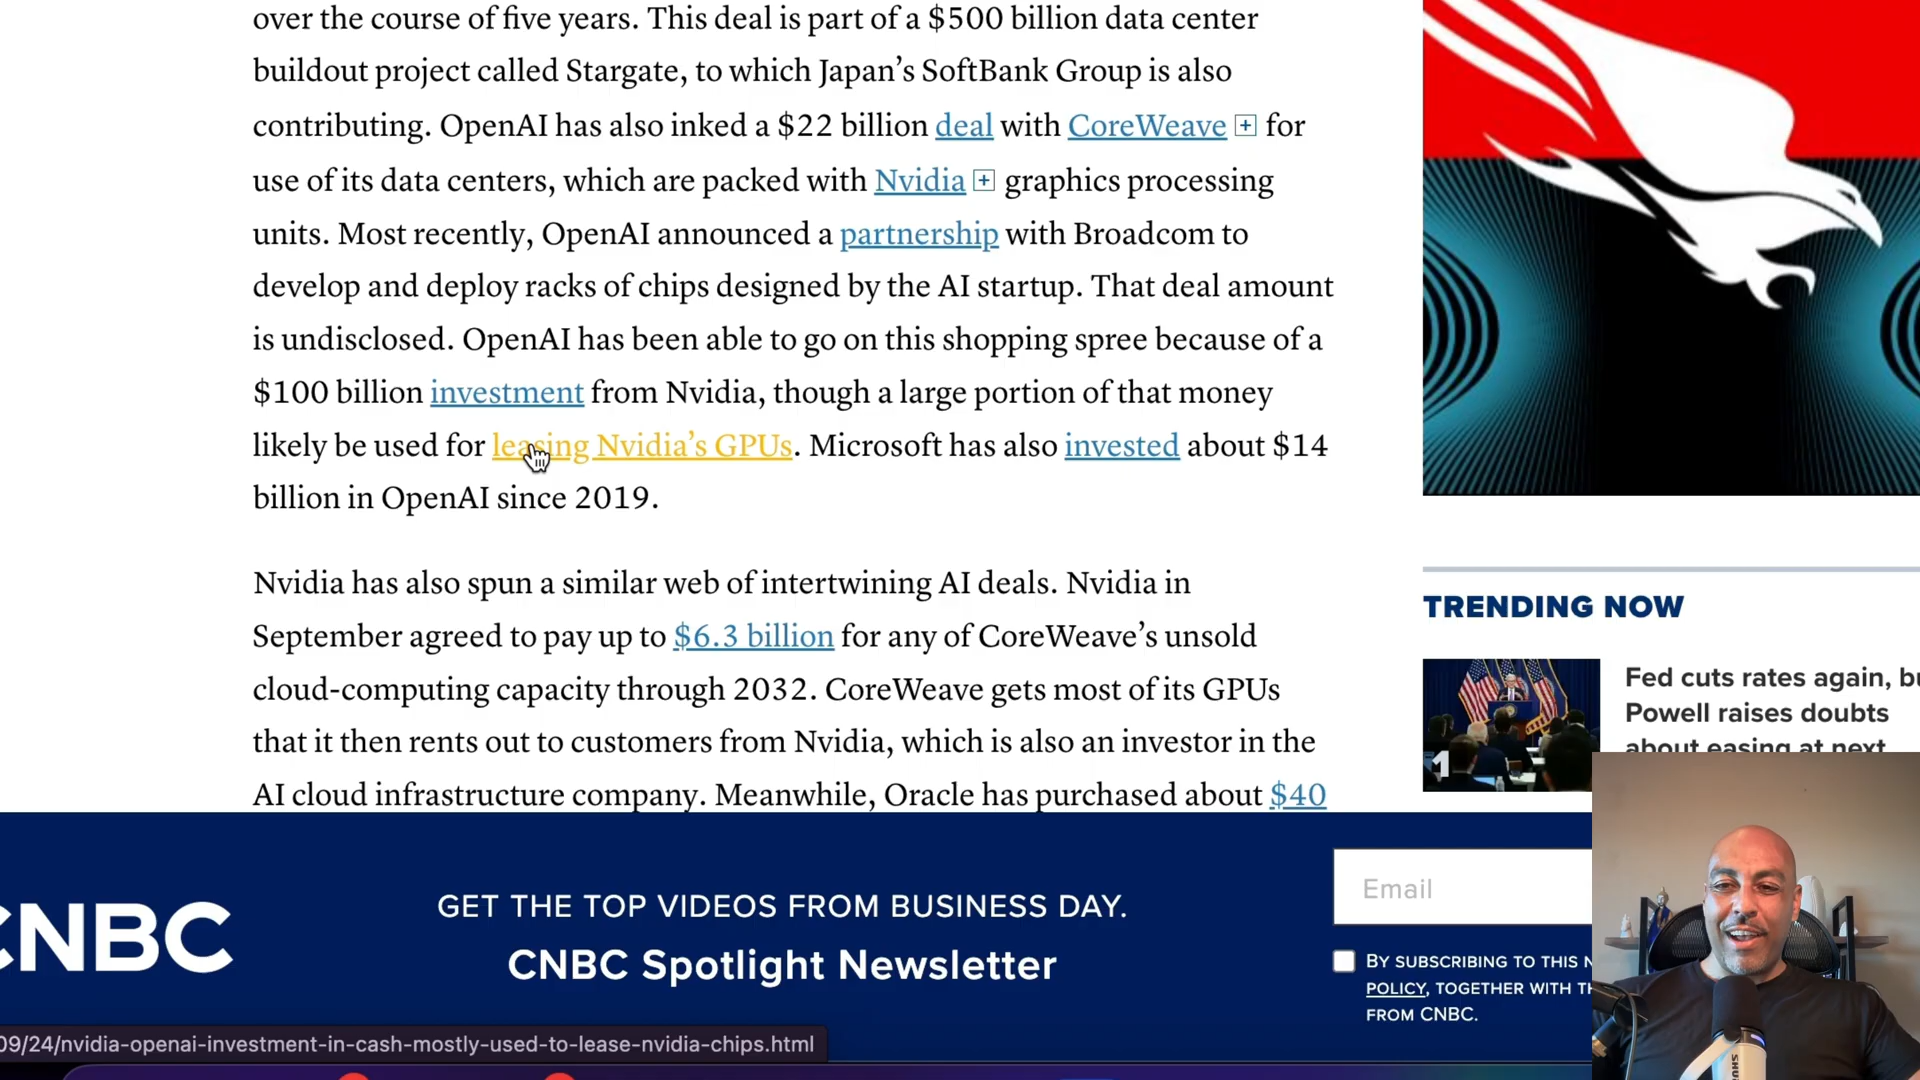 over the course of five years. This deal is part of a $500 billion data center
buildout project called Stargate, to which Japan’s SoftBank Group is also
contributing. OpenAI has also inked a $22 billion deal with CoreWeave + for
use of its data centers, which are packed with Nvidia + graphics processing
units. Most recently, OpenAI announced a partnership with Broadcom to
develop and deploy racks of chips designed by the AI startup. That deal amount
is undisclosed. OpenAI has been able to go on this shopping spree because of a
$100 billion investment from Nvidia, though a large portion of that money
likely be used for leasing Nvidia’s GPUs. Microsoft has also invested about $14
billion in OpenAI since 2019.
Nvidia has also spun a similar web of intertwining AI deals. Nvidia in
September agreed to pay up to $6.3 billion for any of CoreWeave’s unsold
cloud-computing capacity through 2032. CoreWeave gets most of its GPUs
that it then rents out to customers from Nvidia, which is also an investor in the
AI cloud infrastructure company. Meanwhile, Oracle has purchased about $40
TRENDING NOW
1
Fed cuts rates again, bu
Powell raises doubts
about easing at next
CNBC
GET THE TOP VIDEOS FROM BUSINESS DAY.
CNBC Spotlight Newsletter
Email
BY SUBSCRIBING TO THIS N
POLICY, TOGETHER WITH TH
FROM CNBC.
09/24/nvidia-openai-investment-in-cash-mostly-used-to-lease-nvidia-chips.html